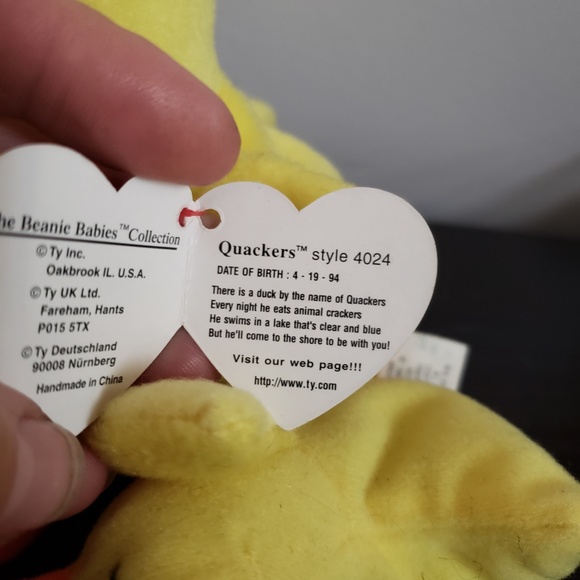 he Beanie Babies™Collection
©Ty Inc.
Oakbrook IL. U.S.A.
©Ty UK Ltd.
Fareham, Hants
P015 5TX
©Ty Deutschland
90008 Nürnberg
Handmade in China
Quackers™ style 4024
DATE OF BIRTH : 4 - 19 - 94
There is a duck by the name of Quackers
Every night he eats animal crackers
He swims in a lake that's clear and blue
But he'll come to the shore to be with you!
Visit our web page!!!
http://www.ty.com